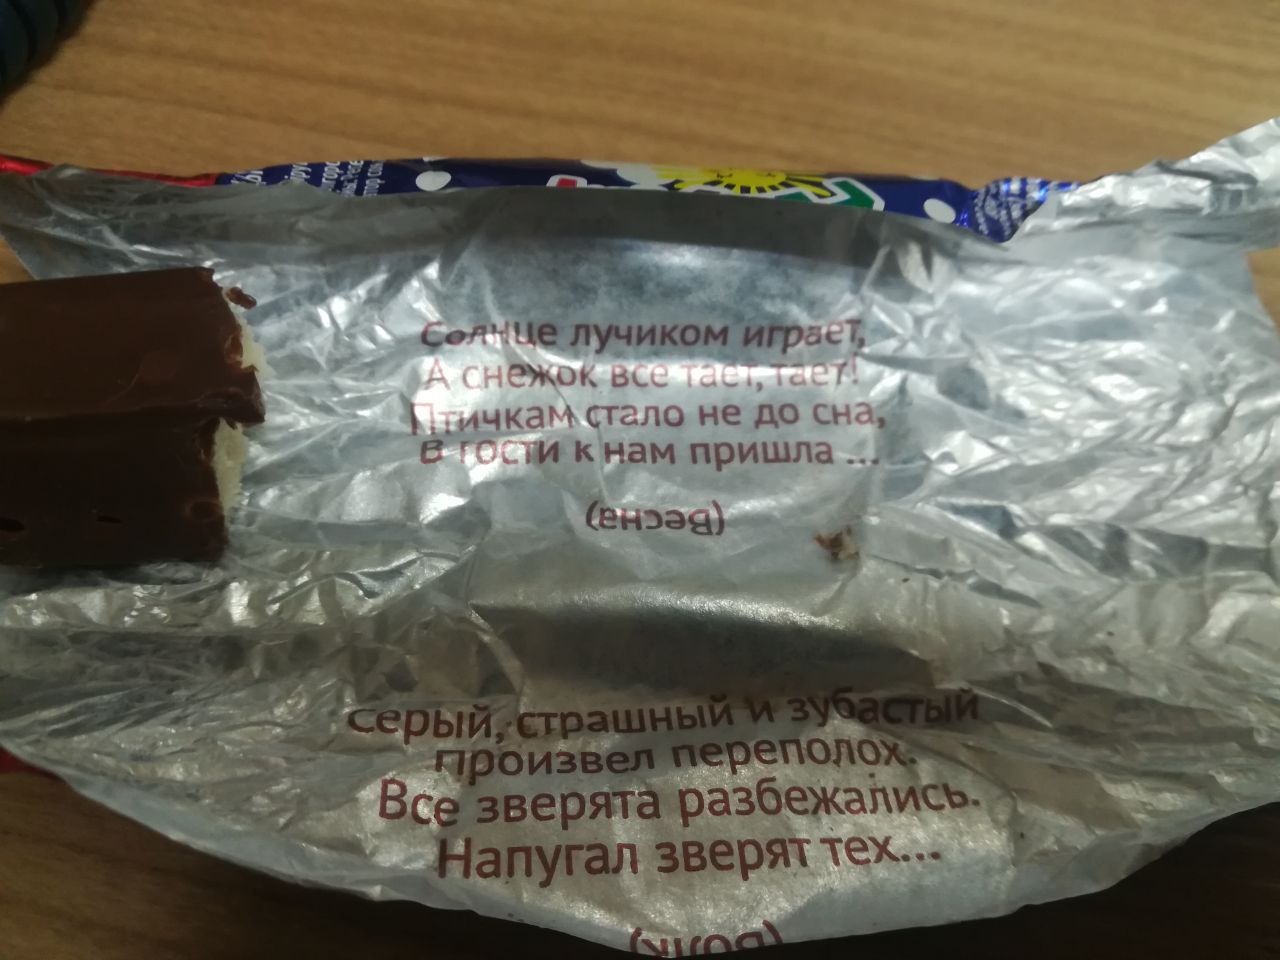 Солнце лучиком играет,
А снежок все тает, тает!
Птичкам стало не до сна,
В гости к нам пришла ...
(Весна)
Серый, страшный и зубастый
произвел переполох.
Все зверята разбежались.
Напугал зверят тех...
(Волк)